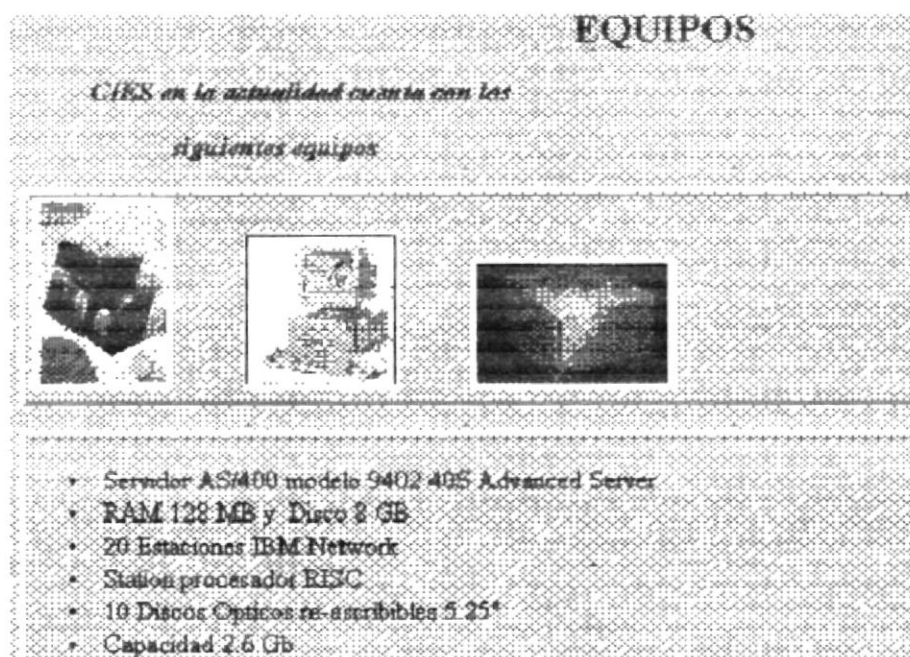 EQUIPOS
CIES en la actualidad cuenta con los
siguientes equipos
• Servidor AS/400 modelo 9402 40S Advanced Server
• RAM 128 MB y Disco 8 GB
• 20 Estaciones IBM Network
• Station procesador RISC
• 10 Discos Opticos re-escribibles 5.25"
• Capacidad 2.6 Gb